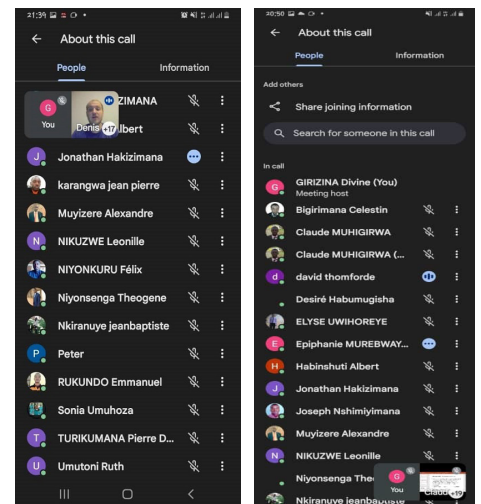 21:39
About this call
People
Information
ZIMANA
You
Denis
+17
lbert
Jonathan Hakizimana
karangwa jean pierre
Muyizere Alexandre
N
NIKUZWE Leonille
NIYONKURU Félix
Niyonsenga Theogene
Nkiranuye jeanbaptiste
P
Peter
RUKUNDO Emmanuel
Sonia Umuhoza
T
TURIKUMANA Pierre D...
U
Umutoni Ruth
20:50
About this call
People
Information
Add others
Share joining information
Search for someone in this call
In call
G
GIRIZINA Divine (You)
Meeting host
Bigirimana Celestin
Claude MUHIGIRWA
Claude MUHIGIRWA (...
d
david thomforde
Desiré Habumugisha
ELYSE UWIHOREYE
E
Epiphanie MUREBWAY...
H
Habinshuti Albert
J
Jonathan Hakizimana
Joseph Nshimiyimana
Muyizere Alexandre
N
NIKUZWE Leonille
Niyonsenga The
G
You
Claud
+19
Nkiranuye jeanbaptiste